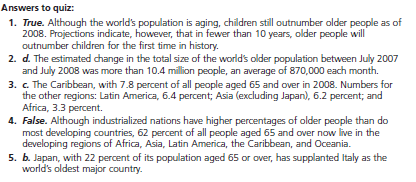 Answers to quiz:
1. True. Although the world's population is aging, children still outnumber older people as of
2008. Projections indicate, however, that in fewer than 10 years, older people will
outnumber children for the first time in history.
2. d. The estimated change in the total size of the world's older population between July 2007
and July 2008 was more than 10.4 million people, an average of 870,000 each month.
3. c. The Caribbean, with 7.8 percent of all people aged 65 and over in 2008. Numbers for
the other regions: Latin America, 6.4 percent; Asia (excluding Japan), 6.2 percent; and
Africa, 3.3 percent.
4. False. Although industrialized nations have higher percentages of older people than do
most developing countries, 62 percent of all people aged 65 and over now live in the
developing regions of Africa, Asia, Latin America, the Caribbean, and Oceania.
5. b. Japan, with 22 percent of its population aged 65 or over, has supplanted Italy as the
world's oldest major country.